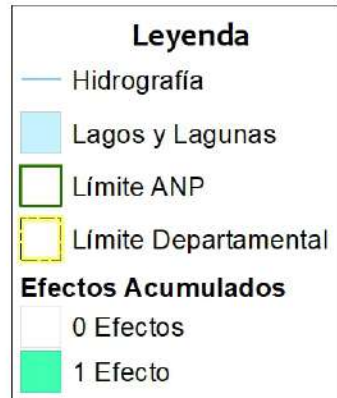 Leyenda
Hidrografía
Lagos y Lagunas
Límite ANP
Límite Departamental
Efectos Acumulados
0 Efectos
1 Efecto